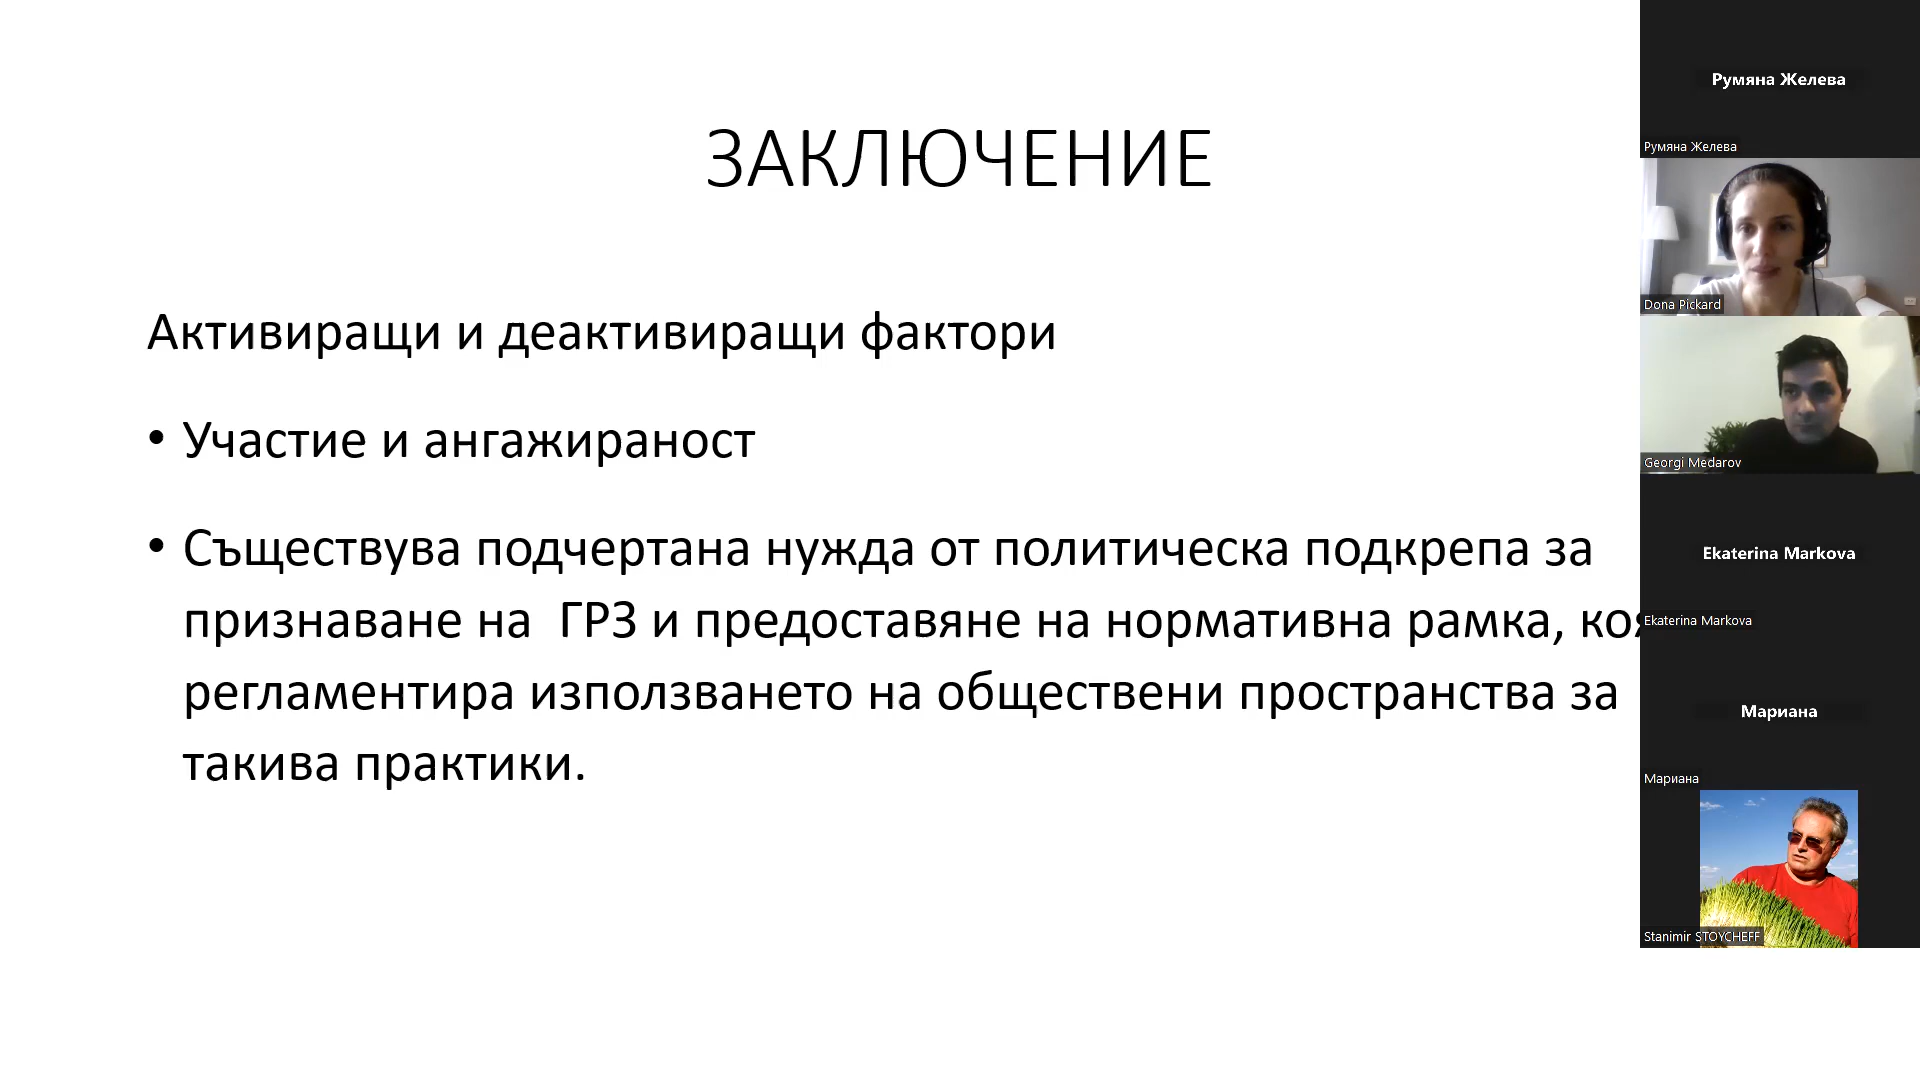 ЗАКЛЮЧЕНИЕ
Активиращи и деактивиращи фактори
• Участие и ангажираност
• Съществува подчертана нужда от политическа подкрепа за
признаване на ГРЗ и предоставяне на нормативна рамка,
регламентира използването на обществени пространства за
такива практики.
Румяна Желева
Румяна Желева
Dona Pickard
Georgi Medarov
Ekaterina Markova
Ekaterina Markova
Мариана
Мариана
Stanimir STOYCHEFF